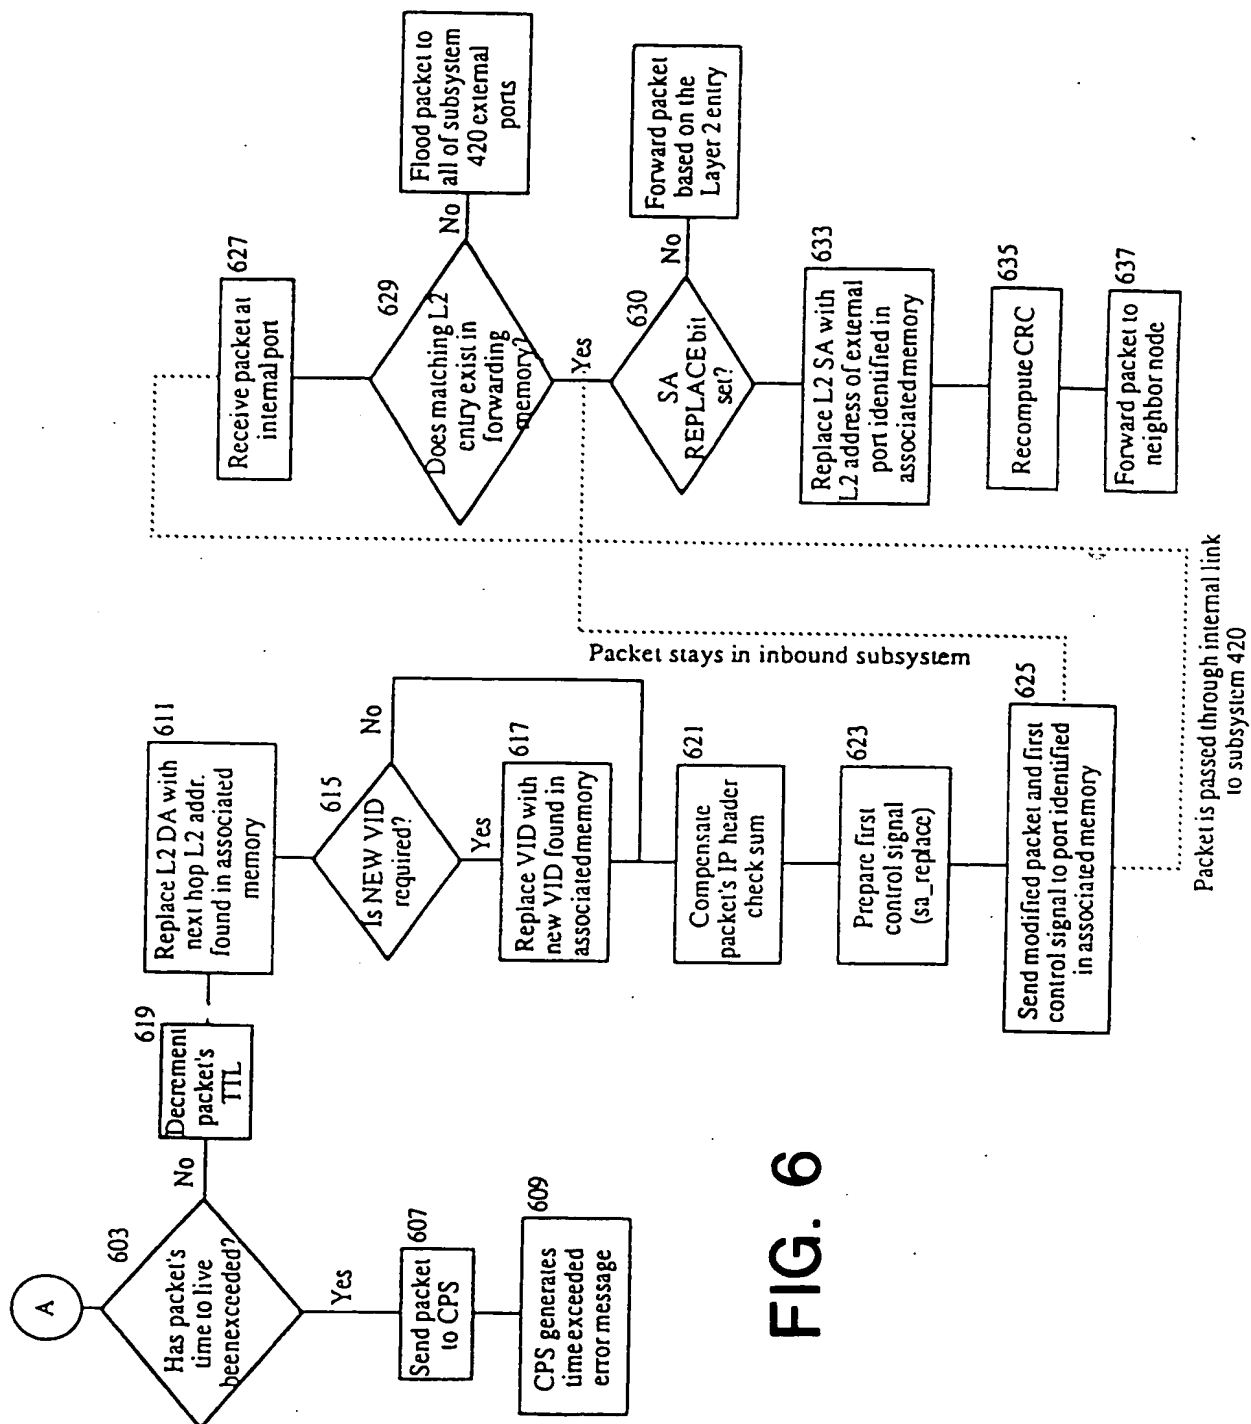 A
603
Has packet's
time to live
beenexceeded?
No
Yes
607
Send packet
to CPS
609
CPS generates
time exceeded
error message
619
Decrement
packet's
TTL
611
Replace L2 DA with
next hop L2 addr.
found in associated
memory
615
Is NEW VID
required?
No
Yes
617
Replace VID with
new VID found in
associated memory
621
Compensate
packet's IP header
check sum
623
Prepare first
control signal
(sa_replace)
625
Send modified packet and first
control signal to port identified
in associated memory
Packet stays in inbound subsystem
Packet is passed through internal link
to subsystem 420
627
Receive packet at
internal port
629
Does matching L2
entry exist in
forwarding
memory?
No
Flood packet to
all of subsystem
420 external
ports
Yes
630
SA
REPLACE bit
set?
No
Forward packet
based on the
Layer 2 entry
633
Replace L2 SA with
L2 address of external
port identified in
associated memory
635
Recompute CRC
637
Forward packet to
neighbor node
FIG. 6